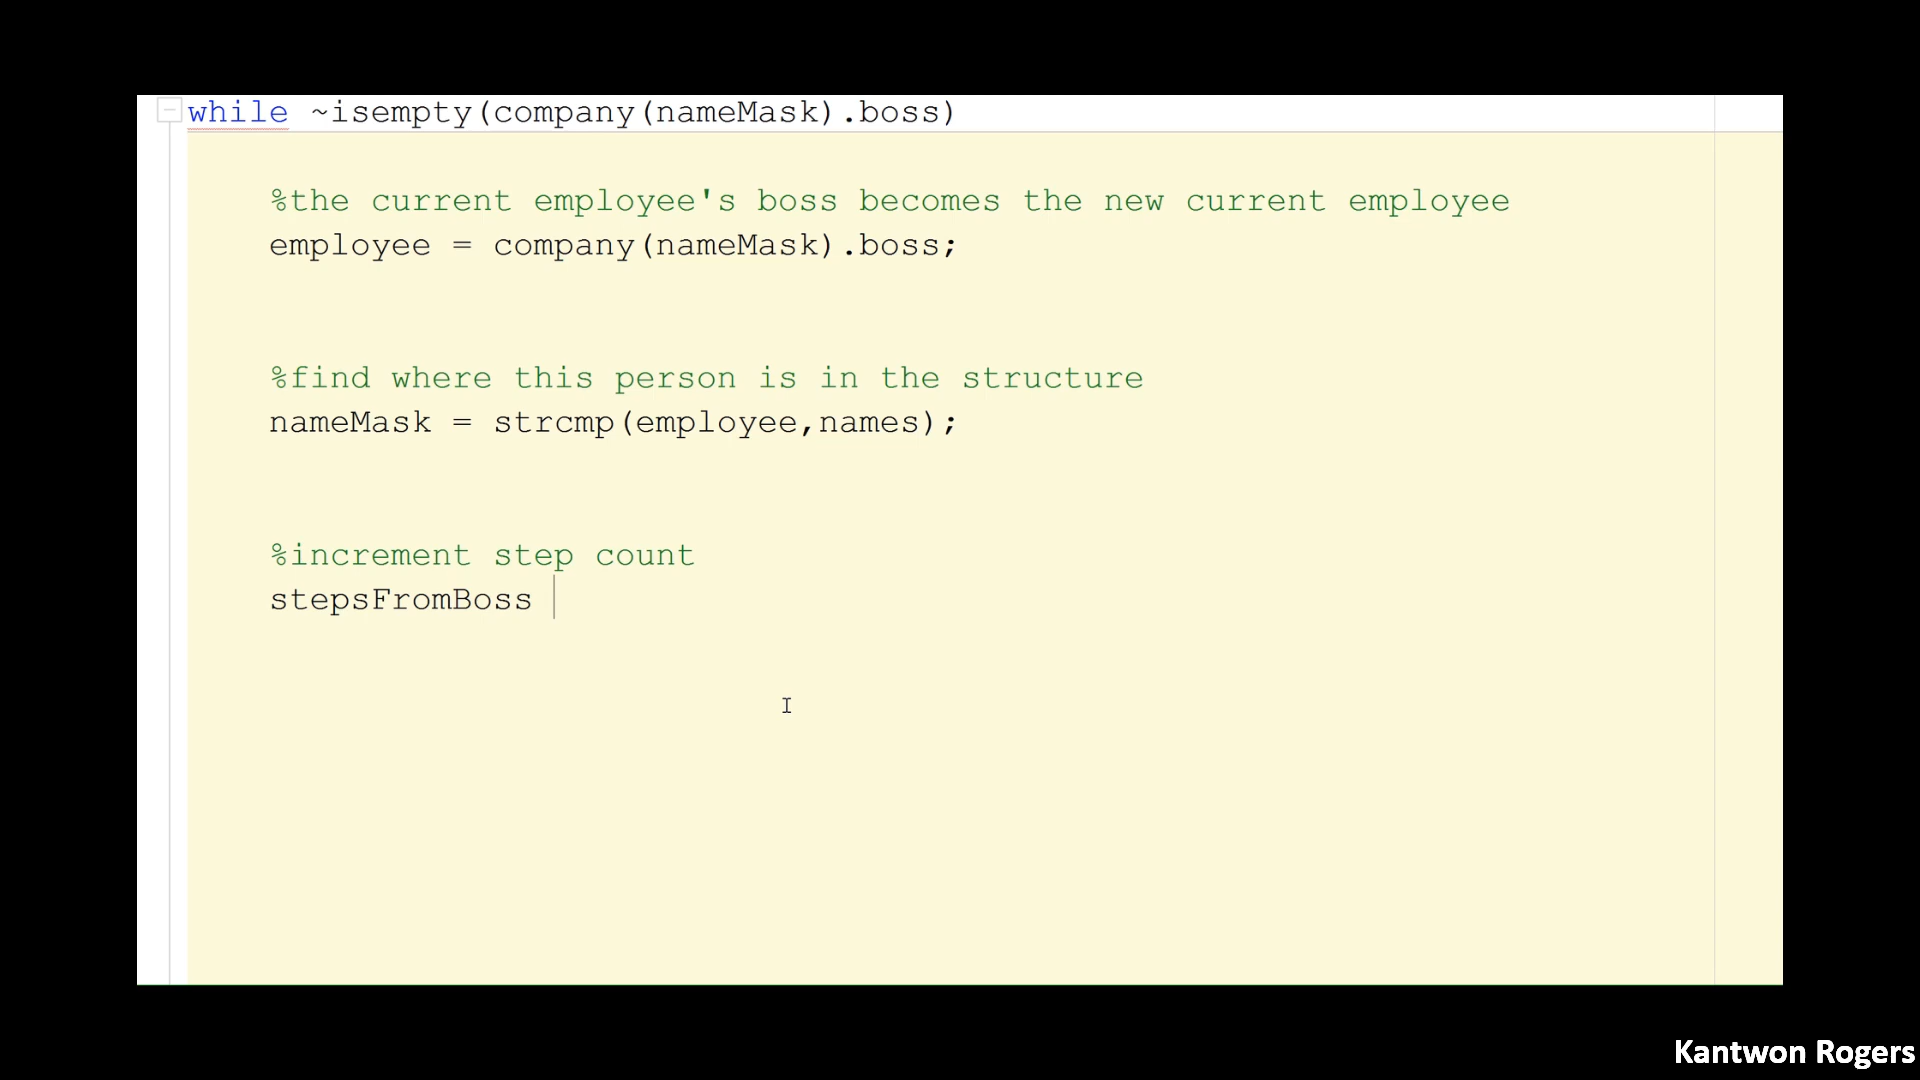 while ~isempty(company(nameMask).boss)
%the current employee's boss becomes the new current employee
employee = company(nameMask).boss;
%find where this person is in the structure
nameMask = strcmp(employee,names);
%increment step count
stepsFromBoss
Kantwon Rogers